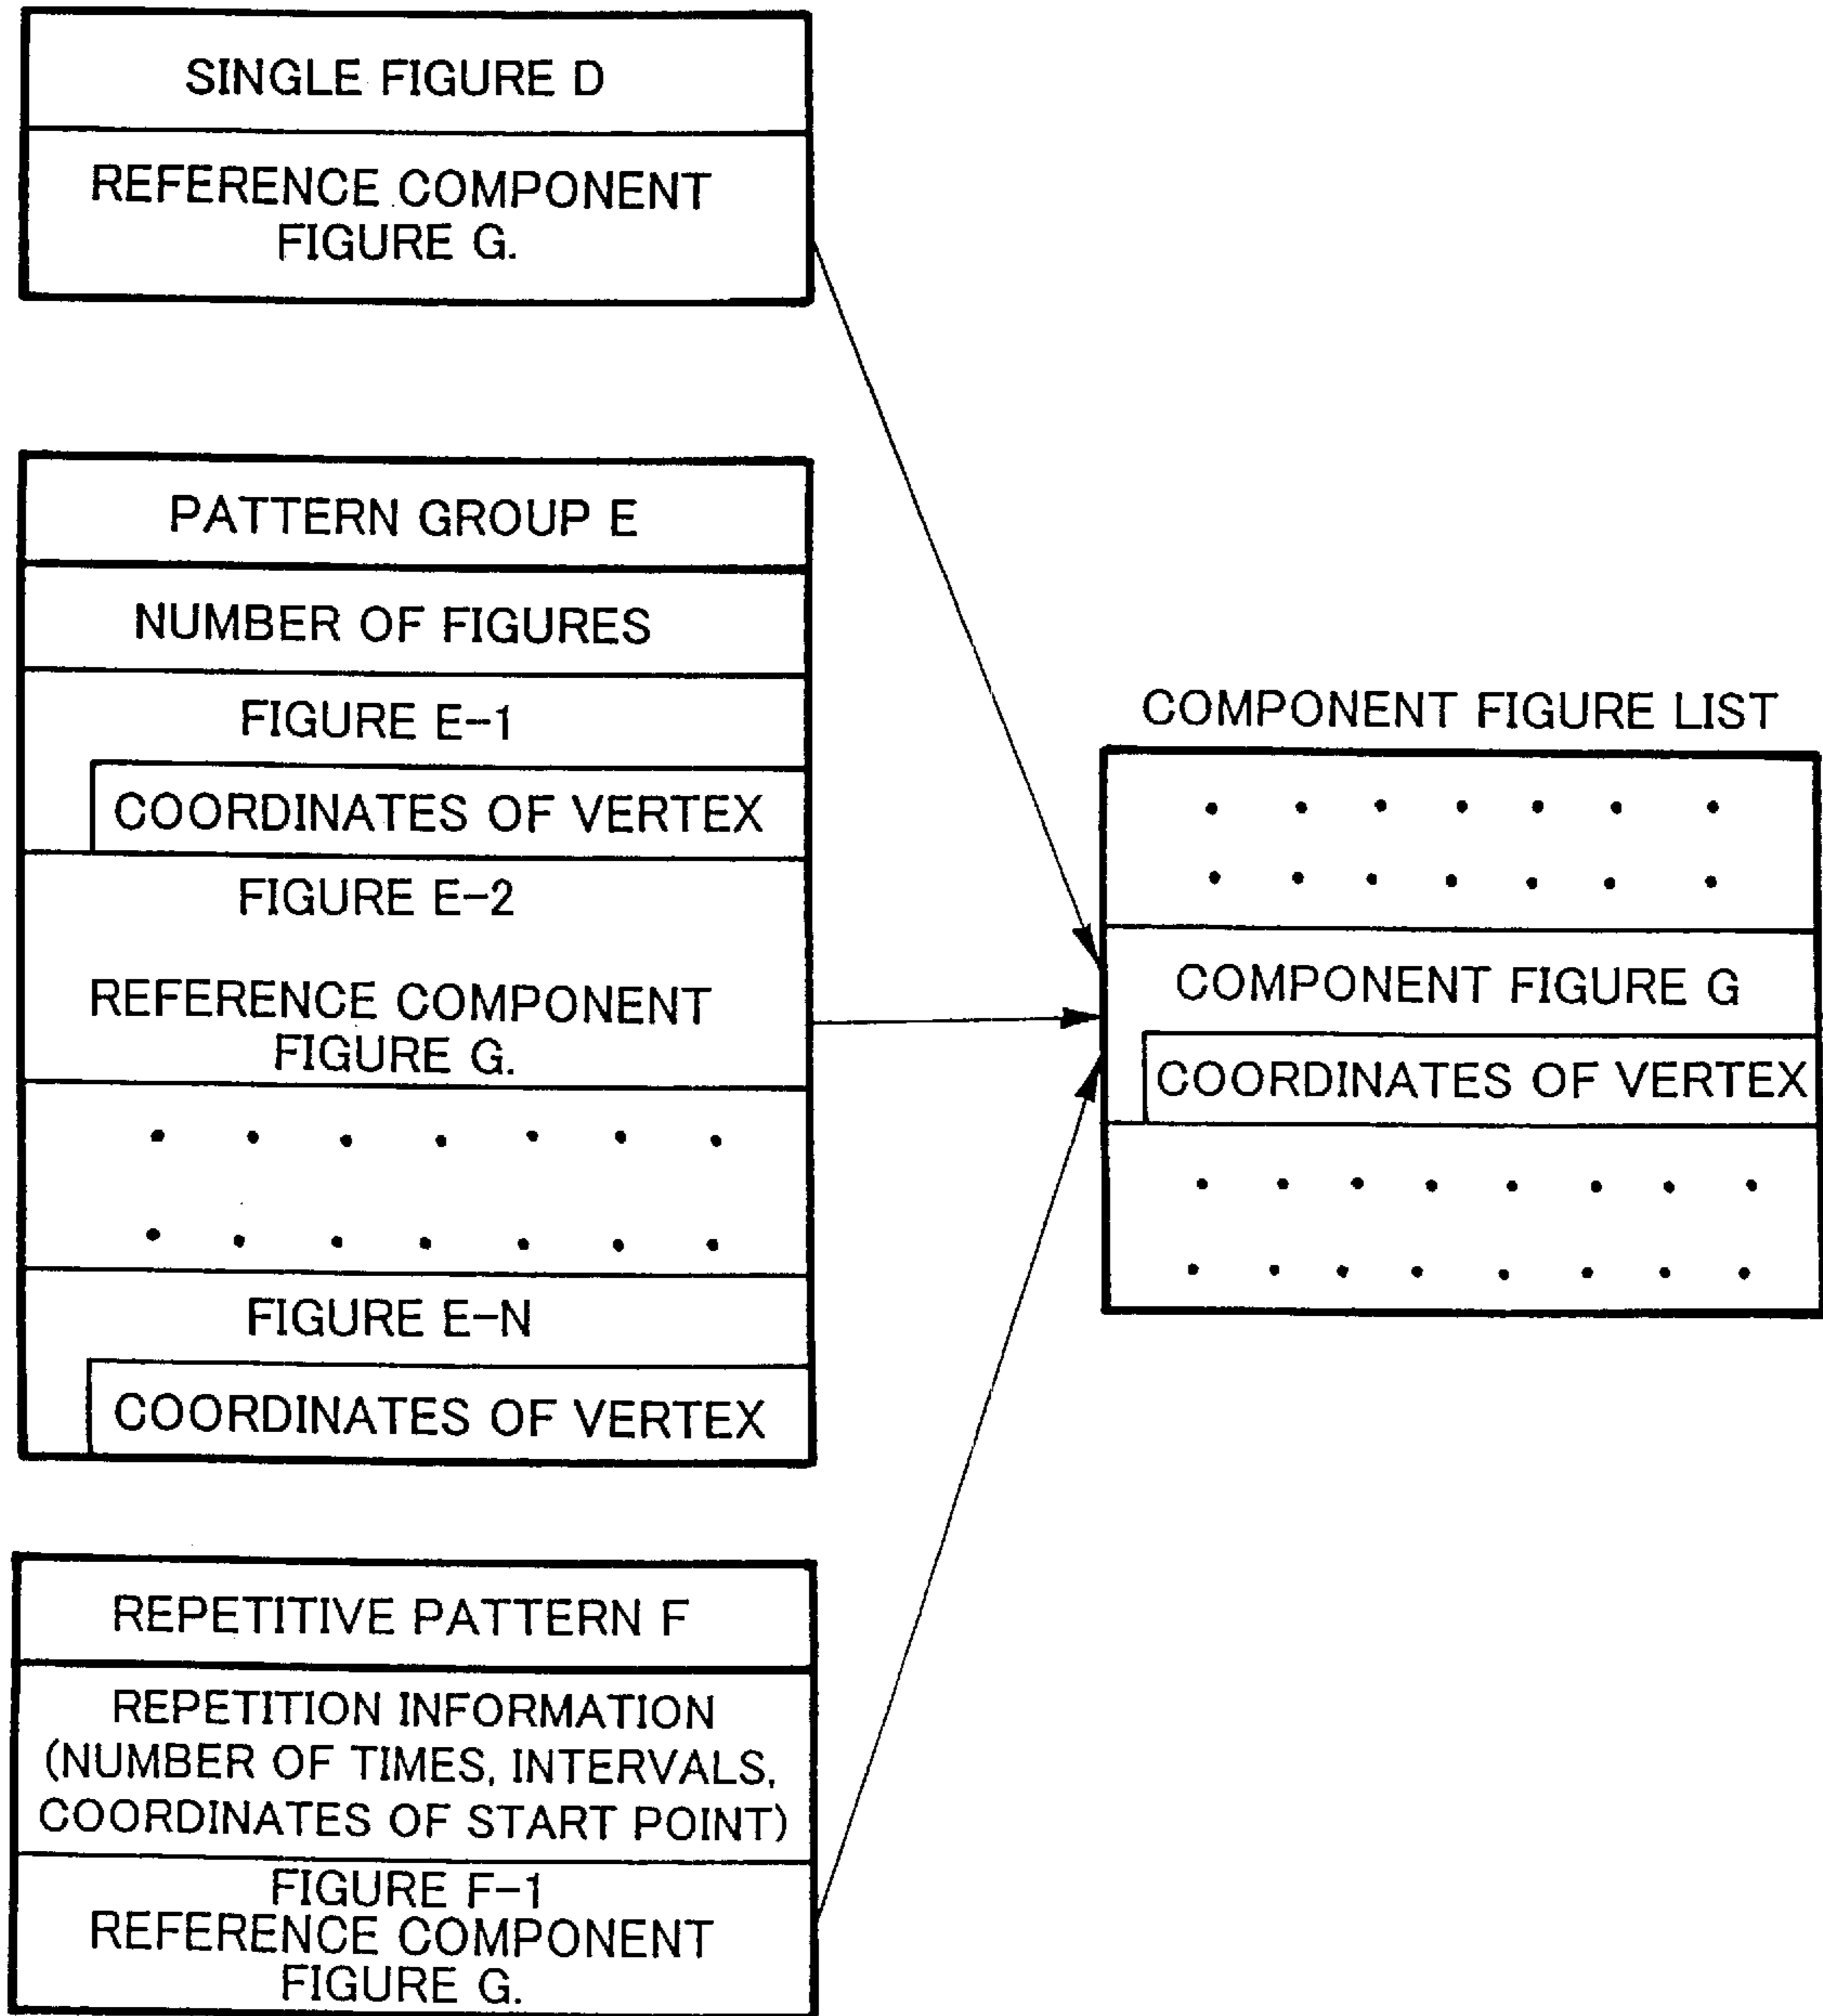 SINGLE FIGURE D
REFERENCE COMPONENT
FIGURE G.
PATTERN GROUP E
NUMBER OF FIGURES
FIGURE E-1
COORDINATES OF VERTEX
FIGURE E-2
REFERENCE COMPONENT
FIGURE G.
FIGURE E-N
COORDINATES OF VERTEX
REPETITIVE PATTERN F
REPETITION INFORMATION
(NUMBER OF TIMES, INTERVALS,
COORDINATES OF START POINT)
FIGURE F-1
REFERENCE COMPONENT
FIGURE G.
COMPONENT FIGURE LIST
COMPONENT FIGURE G
COORDINATES OF VERTEX